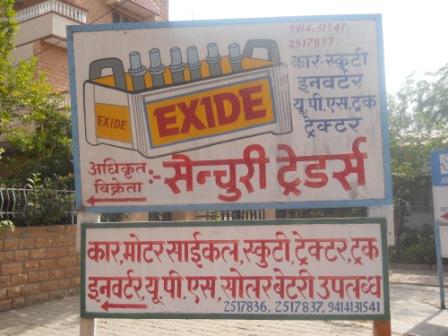 9414131541
2517837
कार-स्कुटी
इनवर्टर
यू.पी.एस,ट्रक
ट्रेक्टर
EXIDE
EXIDE
अधिकृत
विक्रेता :- सेन्चुरी ट्रेडर्स
कार, मोटर साईकल, स्कुटी, ट्रेक्टर, ट्रक
इनवर्टर, यू.पी.एस, सोलर बेटरी उपलब्ध
2517836, 2517837, 9414131541